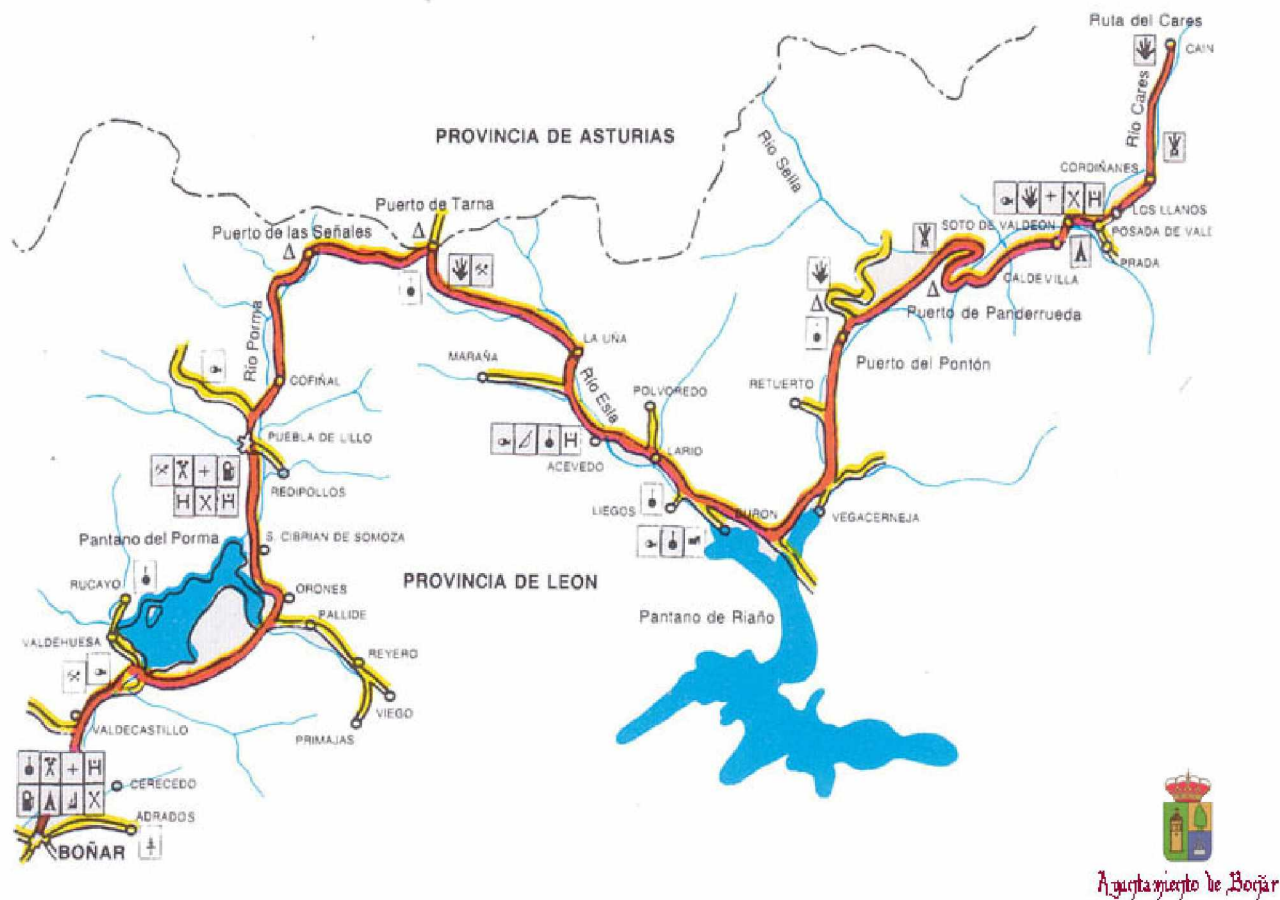 Ruta del Cares
CAIN
Río Cares
PROVINCIA DE ASTURIAS
Río Sella
CORDIÑANES
Puerto de Tarna
LOS LLANOS
Puerto de las Señales
SOTO DE VALDEON
POSADA DE VALD
PRADA
CALDEVILLA
Río Porma
Puerto de Panderrueda
LA UÑA
MARAÑA
Puerto del Pontón
COFIÑAL
Río Esla
POLVOREDO
RETUERTO
PUEBLA DE LILLO
ACEVEDO
LARIO
REDIPOLLOS
LIEGOS
BURON
VEGACERNEJA
Pantano del Porma
S. CIBRIAN DE SOMOZA
RUCAYO
PROVINCIA DE LEON
ORONES
PALLIDE
Pantano de Riaño
VALDEHUESA
REYERO
VIEGO
VALDECASTILLO
PRIMAJAS
CERECEDO
ADRADOS
BOÑAR
Ayuntamiento de Boñar